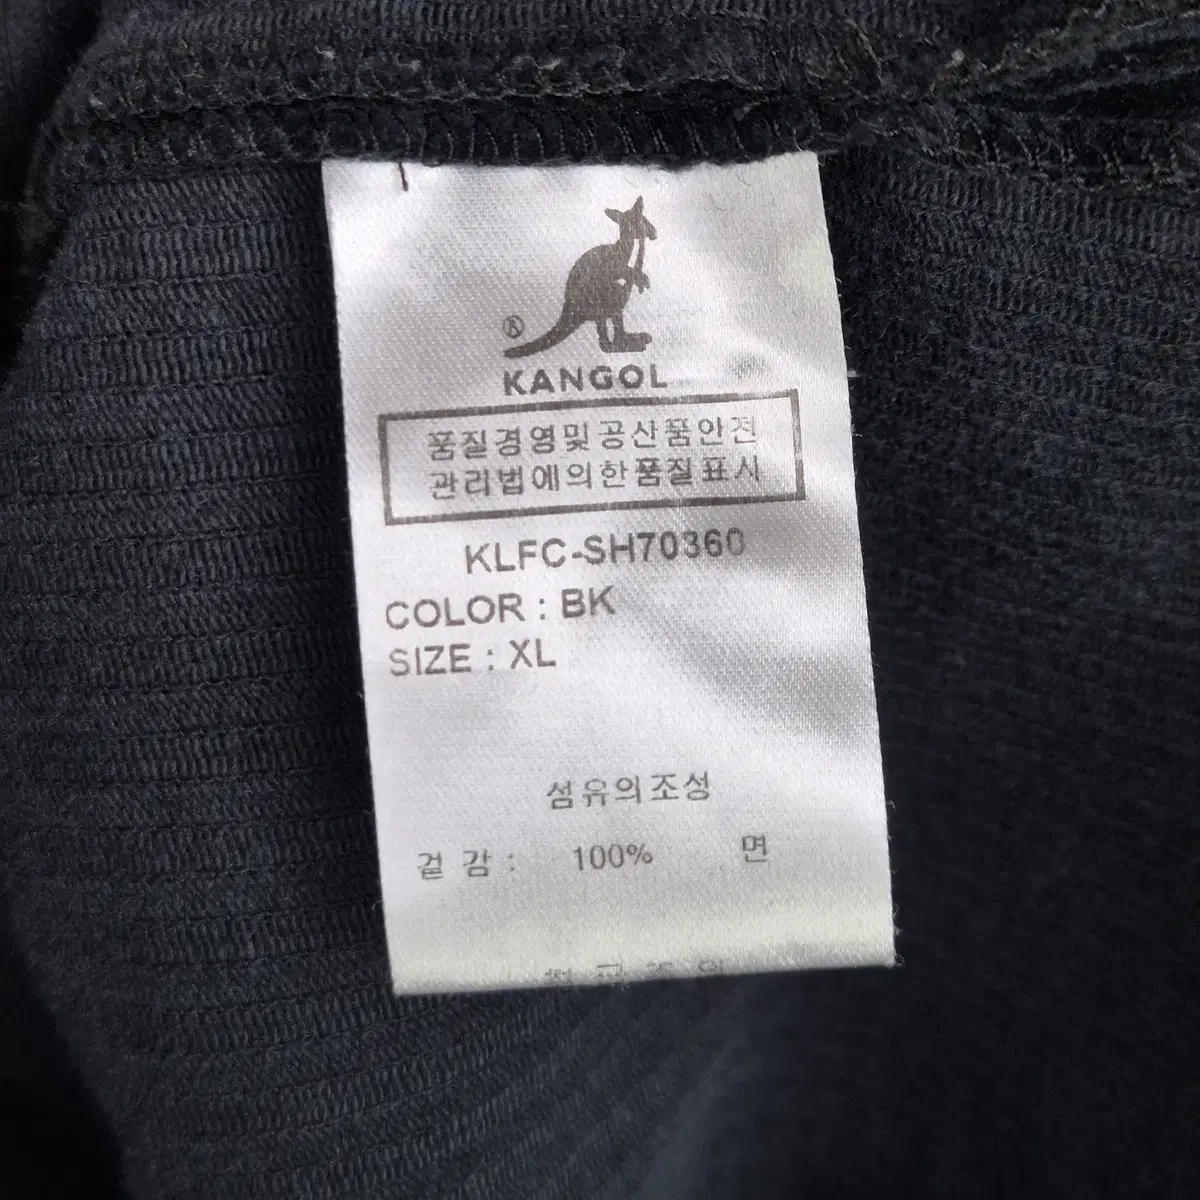 ®
KANGOL
품질경영및공산품안전
관리법에의한품질표시
KLFC-SH70360
COLOR : BK
SIZE : XL
섬유의조성
겉 감 : 100% 면